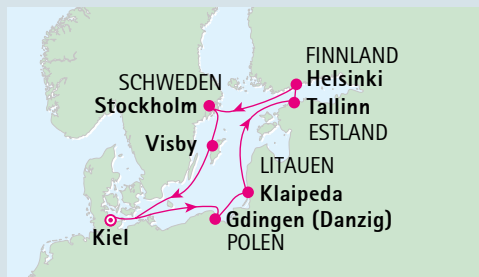 FINNLAND
Helsinki
SCHWEDEN
Stockholm
Tallinn
ESTLAND
Visby
LITAUEN
Klaipeda
Gdingen (Danzig)
Kiel
POLEN